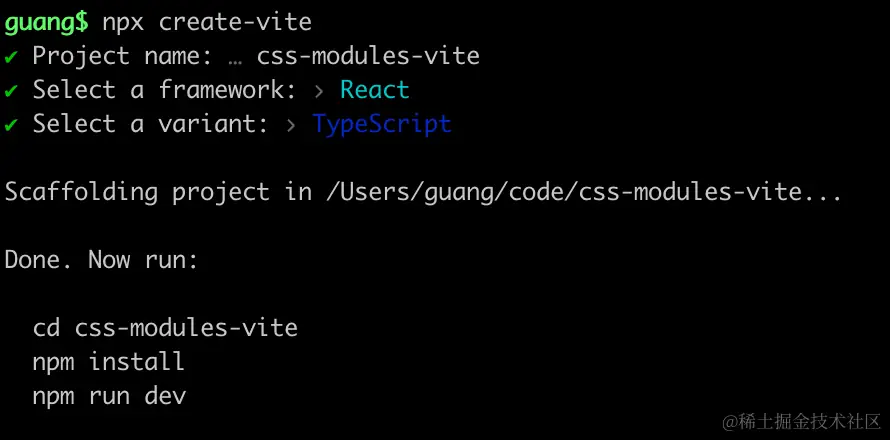 guang$ npx create-vite
✔ Project name: … css-modules-vite
✔ Select a framework: › React
✔ Select a variant: › TypeScript
Scaffolding project in /Users/guang/code/css-modules-vite...
Done. Now run:
cd css-modules-vite
npm install
npm run dev
@稀土掘金技术社区